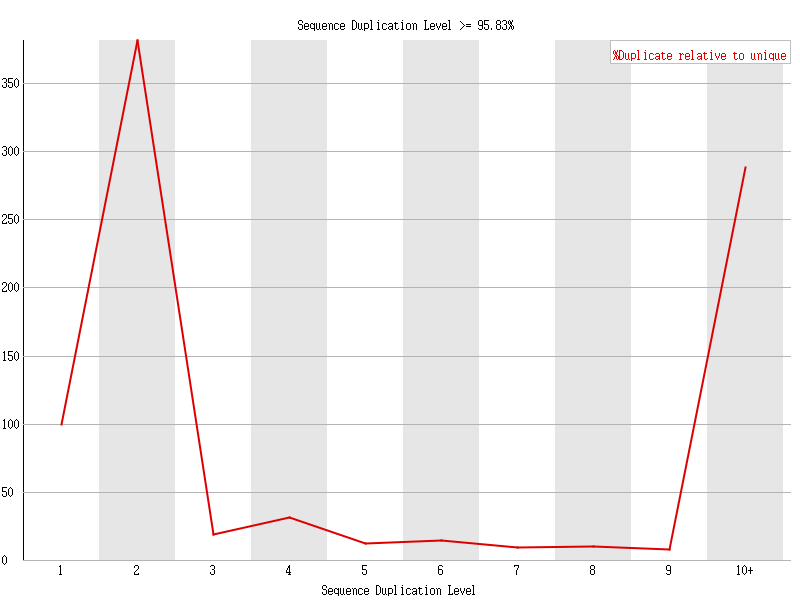 Sequence Duplication Level >= 95.83%
%Duplicate relative to unique
350
300
250
200
150
100
50
0
1 2 3 4 5 6 7 8 9 10+
Sequence Duplication Level